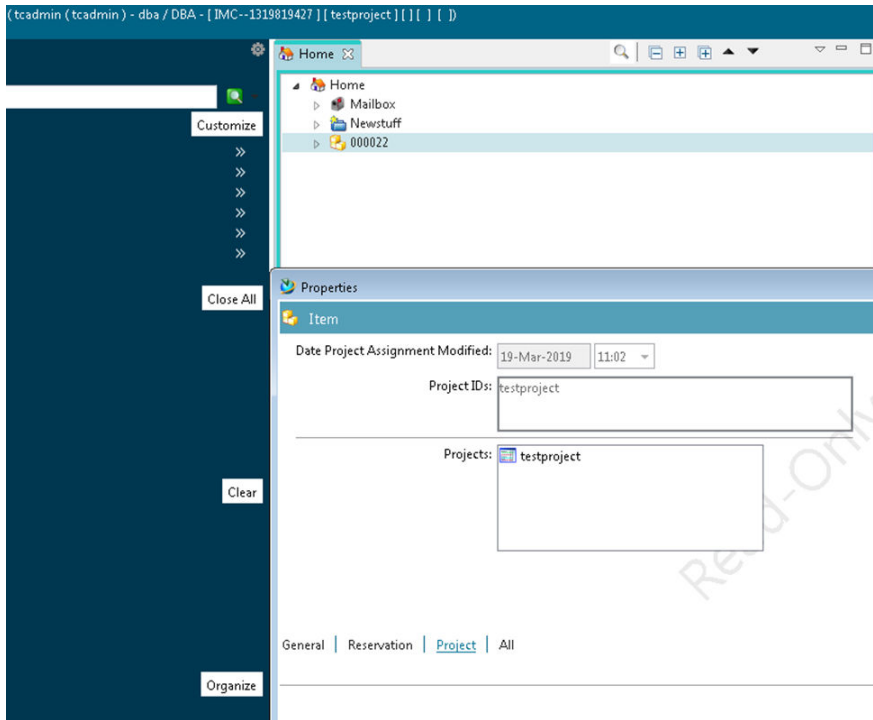 ( tcadmin ( tcadmin ) - dba / DBA - [ IMC--1319819427 ] [ testproject ] [ ] [ ] [ ])
Home
Home
Mailbox
Customize
Newstuff
000022
Close All
Properties
Item
Date Project Assignment Modified: 19-Mar-2019 11:02
Project IDs: testproject
Projects: testproject
Clear
Read-Only
General | Reservation | Project | All
Organize